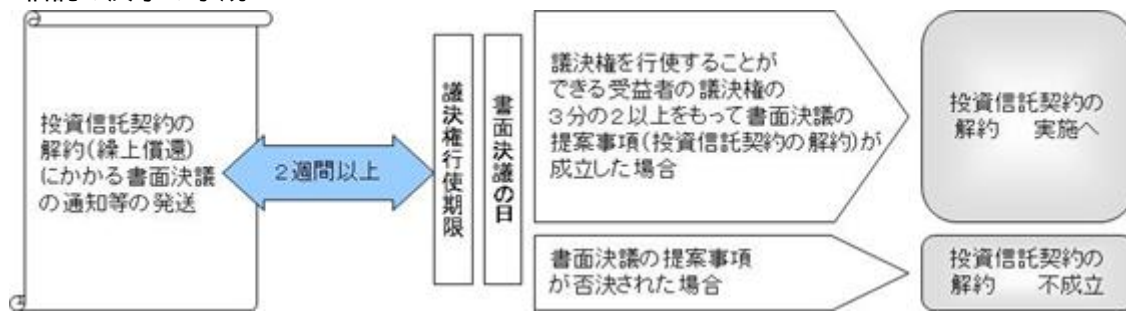 投資信託契約の
解約(繰上償還)
にかかる書面決議
の通知等の発送
２週間以上
議決権行使期限
書面決議の日
議決権を行使することが
できる受益者の議決権の
３分の２以上をもって書面決議の
提案事項(投資信託契約の解約)が
成立した場合
投資信託契約の
解約　実施へ
書面決議の提案事項
が否決された場合
投資信託契約の
解約　不成立